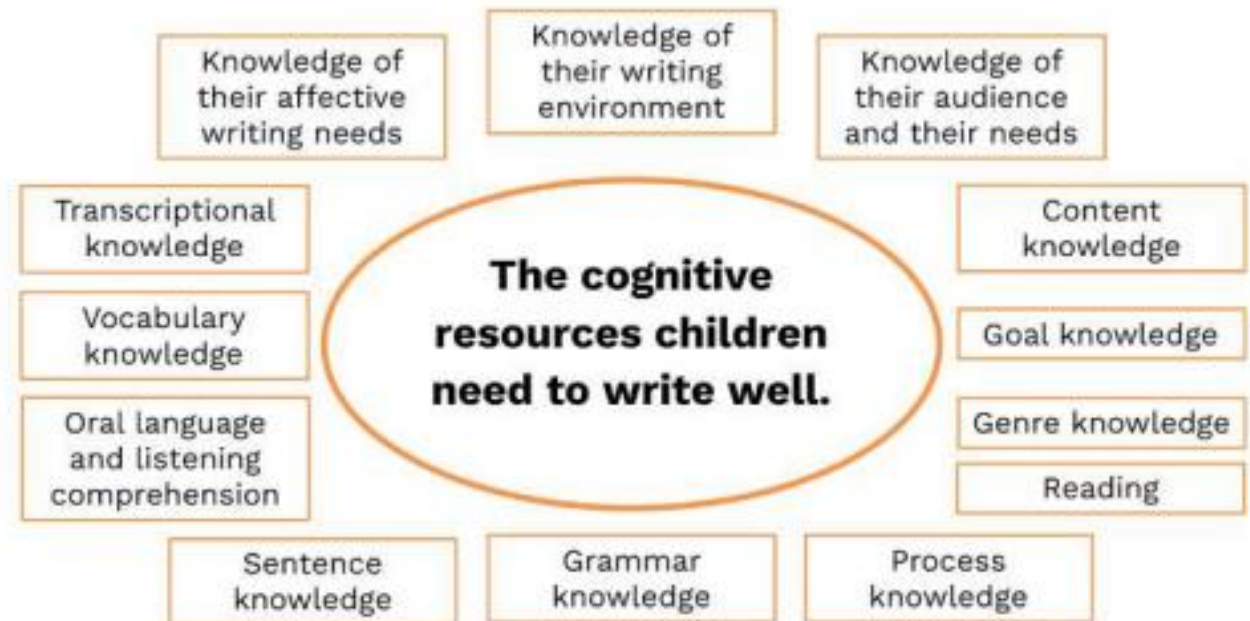 Knowledge of
their affective
writing needs
Knowledge of
their writing
environment
Knowledge of
their audience
and their needs
Transcriptional
knowledge
Vocabulary
knowledge
Oral language
and listening
comprehension
The cognitive
resources children
need to write well.
Content
knowledge
Goal knowledge
Genre knowledge
Reading
Sentence
knowledge
Grammar
knowledge
Process
knowledge